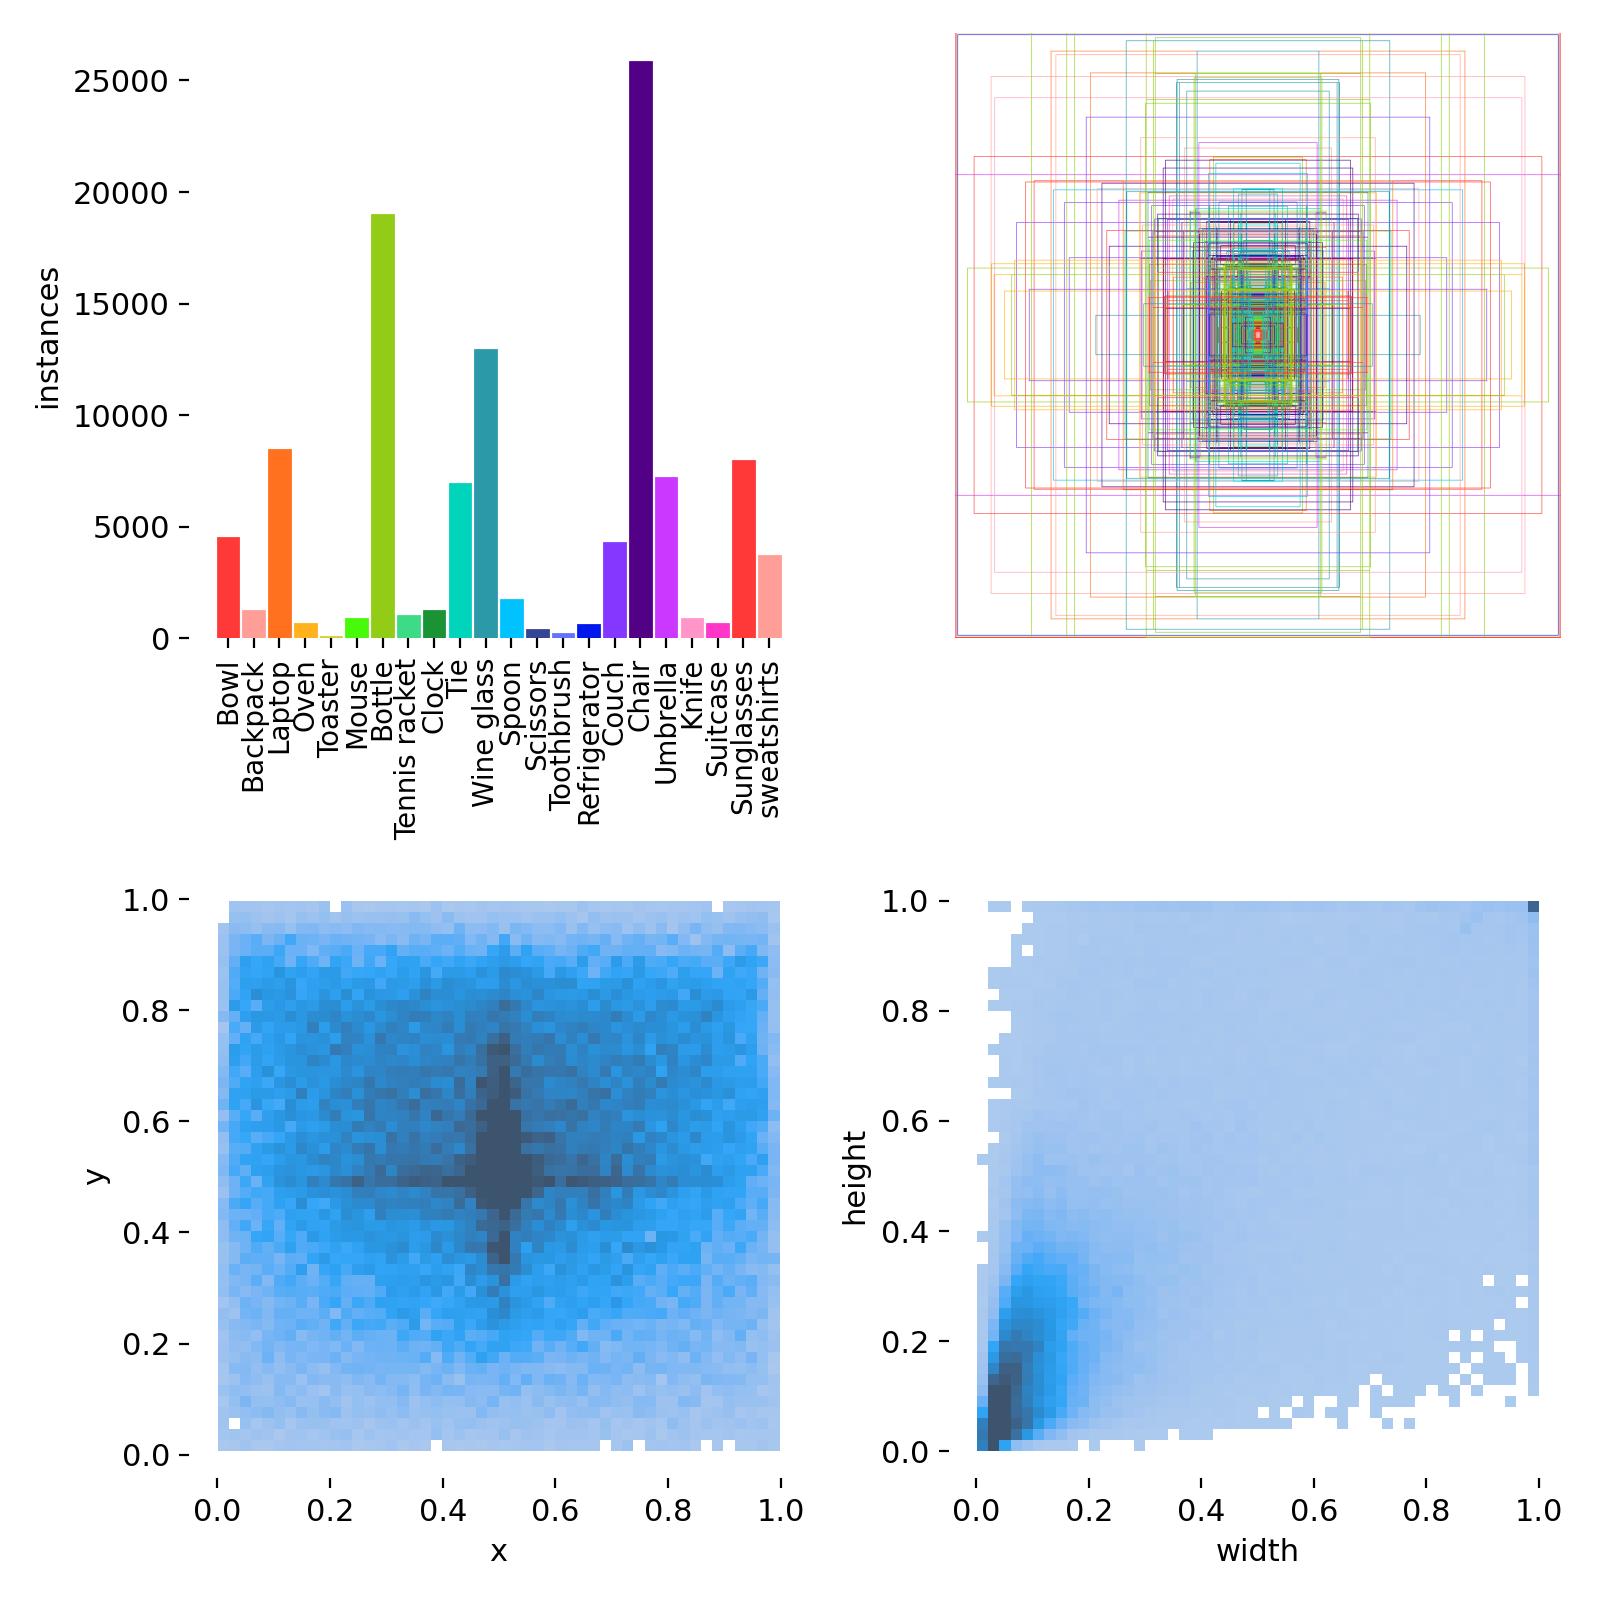 25000
20000
15000
10000
5000
0
instances
Bowl
Backpack
Laptop
Oven
Toaster
Mouse
Bottle
Tennis racket
Clock
Tie
Wine glass
Spoon
Scissors
Toothbrush
Refrigerator
Couch
Chair
Umbrella
Knife
Suitcase
Sunglasses
sweatshirts
1.0
0.8
0.6
0.4
0.2
0.0
y
0.0 0.2 0.4 0.6 0.8 1.0
x
1.0
0.8
0.6
0.4
0.2
0.0
height
0.0 0.2 0.4 0.6 0.8 1.0
width